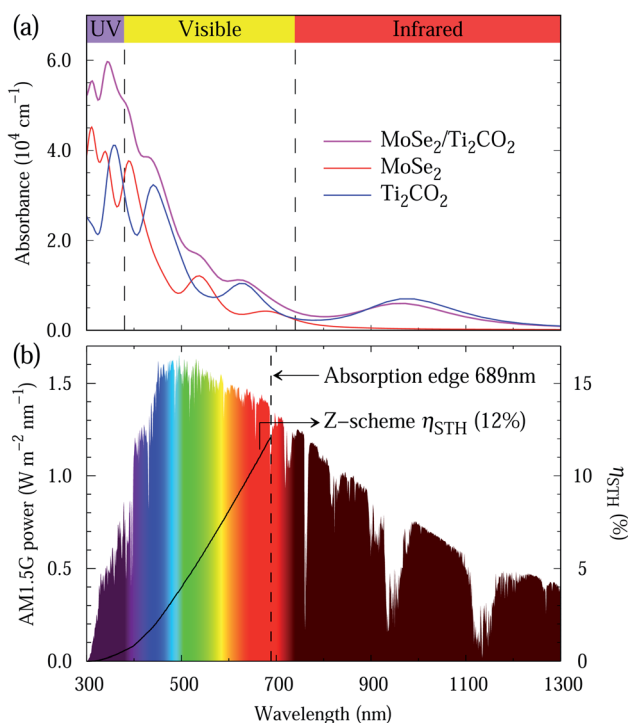 (a)
UV Visible Infrared
6.0
4.0
2.0
0.0
Absorbance (10⁴ cm⁻¹)
MoSe₂/Ti₂CO₂
MoSe₂
Ti₂CO₂
(b)
1.5
1.0
0.5
0.0
AM1.5G power (W m⁻² nm⁻¹)
Absorption edge 689nm
Z−scheme ηSTH (12%)
15
10
5
0
ηSTH (%)
300 500 700 900 1100 1300
Wavelength (nm)